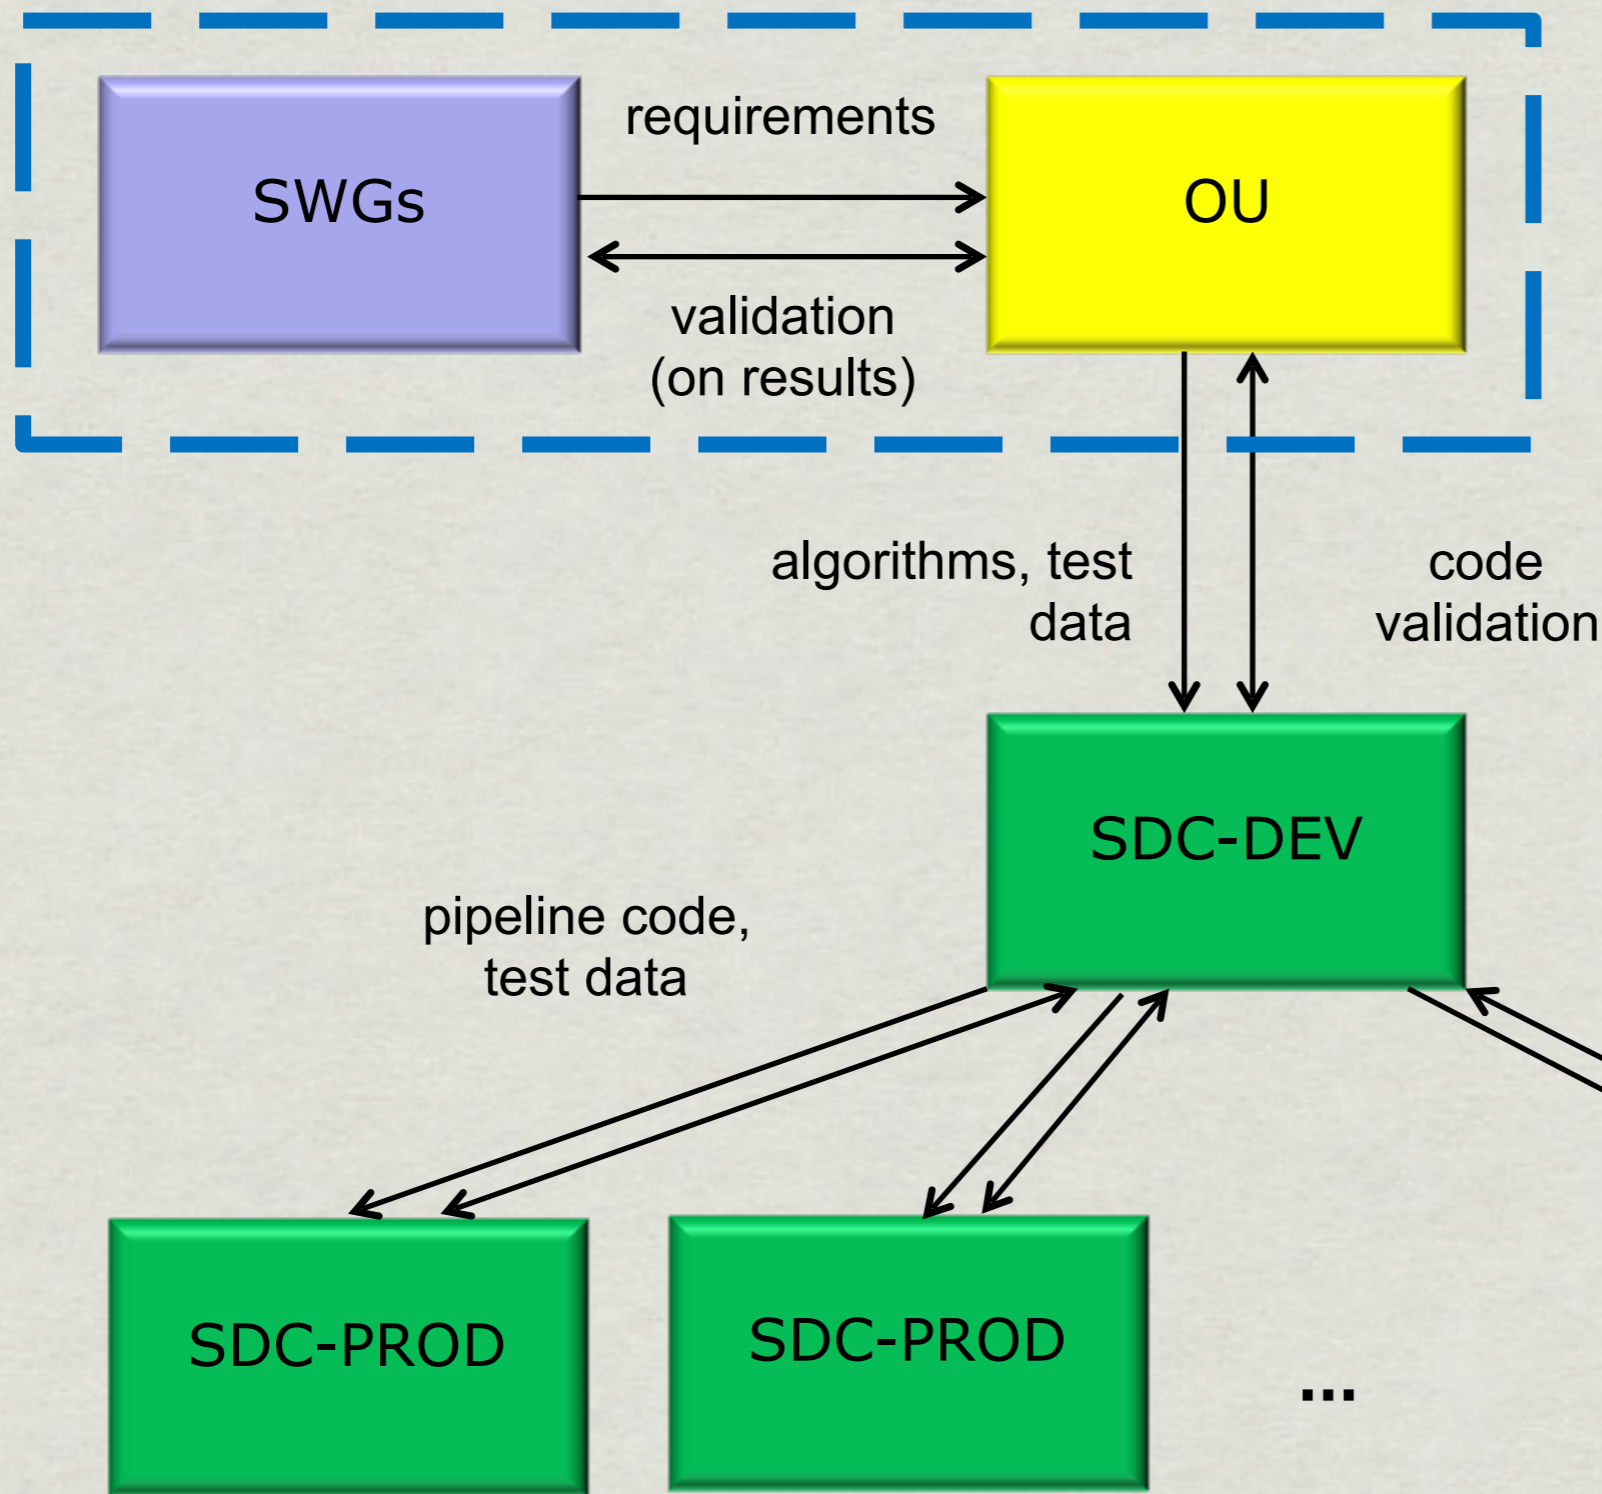 SWGs
requirements
OU
validation
(on results)
algorithms, test
data
code
validation
SDC-DEV
pipeline code,
test data
SDC-PROD
SDC-PROD
...